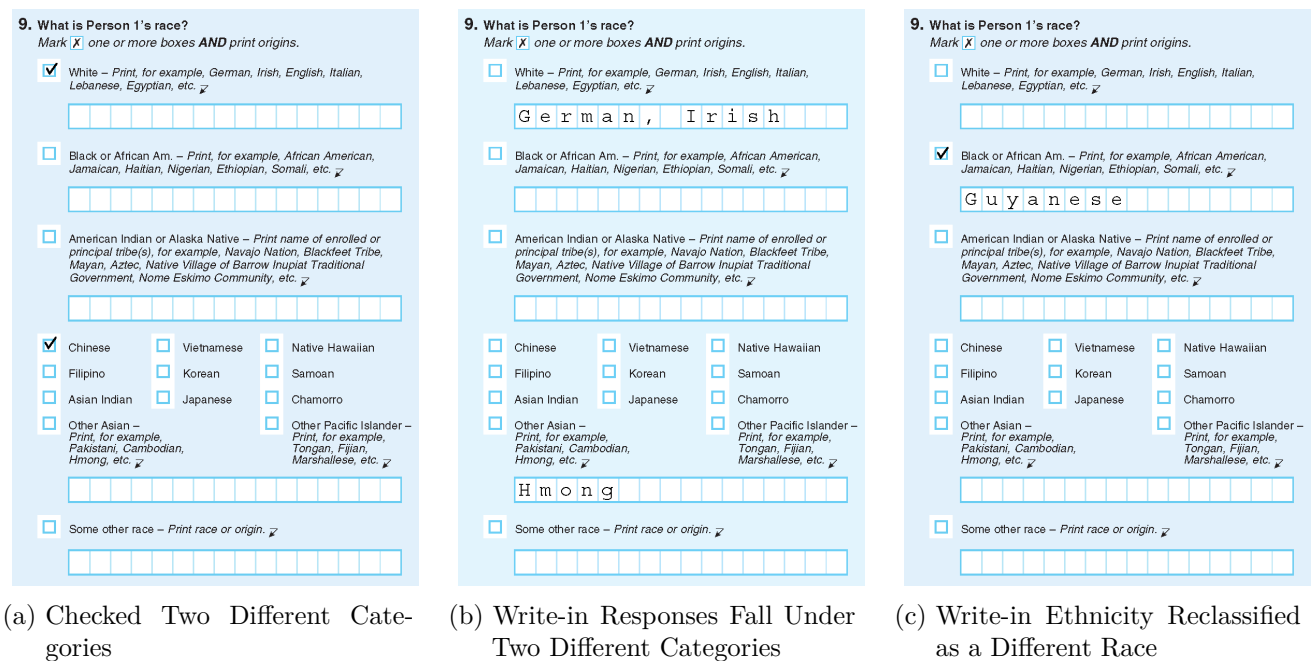 9. What is Person 1's race?
Mark ✗ one or more boxes AND print origins.
White – Print, for example, German, Irish, English, Italian,
Lebanese, Egyptian, etc.
Black or African Am. – Print, for example, African American,
Jamaican, Haitian, Nigerian, Ethiopian, Somali, etc.
American Indian or Alaska Native – Print name of enrolled or
principal tribe(s), for example, Navajo Nation, Blackfeet Tribe,
Mayan, Aztec, Native Village of Barrow Inupiat Traditional
Government, Nome Eskimo Community, etc.
Chinese Vietnamese Native Hawaiian
Filipino Korean Samoan
Asian Indian Japanese Chamorro
Other Asian – Other Pacific Islander –
Print, for example, Print, for example,
Pakistani, Cambodian, Tongan, Fijian,
Hmong, etc. Marshallese, etc.
Some other race – Print race or origin.
(a) Checked Two Different Cate-
gories
9. What is Person 1's race?
Mark ✗ one or more boxes AND print origins.
White – Print, for example, German, Irish, English, Italian,
Lebanese, Egyptian, etc.
German, Irish
Black or African Am. – Print, for example, African American,
Jamaican, Haitian, Nigerian, Ethiopian, Somali, etc.
American Indian or Alaska Native – Print name of enrolled or
principal tribe(s), for example, Navajo Nation, Blackfeet Tribe,
Mayan, Aztec, Native Village of Barrow Inupiat Traditional
Government, Nome Eskimo Community, etc.
Chinese Vietnamese Native Hawaiian
Filipino Korean Samoan
Asian Indian Japanese Chamorro
Other Asian – Other Pacific Islander –
Print, for example, Print, for example,
Pakistani, Cambodian, Tongan, Fijian,
Hmong, etc. Marshallese, etc.
Hmong
Some other race – Print race or origin.
(b) Write-in Responses Fall Under
Two Different Categories
9. What is Person 1's race?
Mark ✗ one or more boxes AND print origins.
White – Print, for example, German, Irish, English, Italian,
Lebanese, Egyptian, etc.
Black or African Am. – Print, for example, African American,
Jamaican, Haitian, Nigerian, Ethiopian, Somali, etc.
Guyanese
American Indian or Alaska Native – Print name of enrolled or
principal tribe(s), for example, Navajo Nation, Blackfeet Tribe,
Mayan, Aztec, Native Village of Barrow Inupiat Traditional
Government, Nome Eskimo Community, etc.
Chinese Vietnamese Native Hawaiian
Filipino Korean Samoan
Asian Indian Japanese Chamorro
Other Asian – Other Pacific Islander –
Print, for example, Print, for example,
Pakistani, Cambodian, Tongan, Fijian,
Hmong, etc. Marshallese, etc.
Some other race – Print race or origin.
(c) Write-in Ethnicity Reclassified
as a Different Race